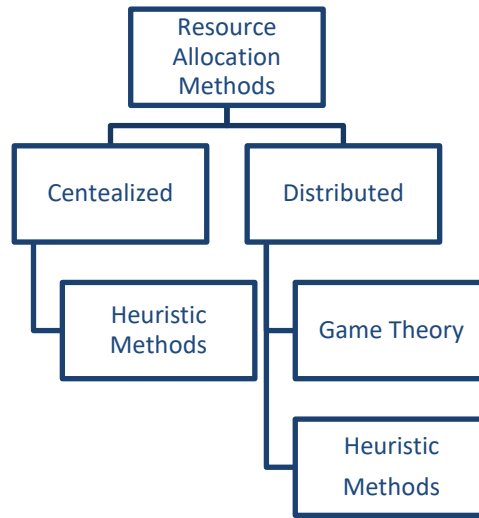 Resource
Allocation
Methods
Centealized
Distributed
Heuristic
Methods
Game Theory
Heuristic
Methods